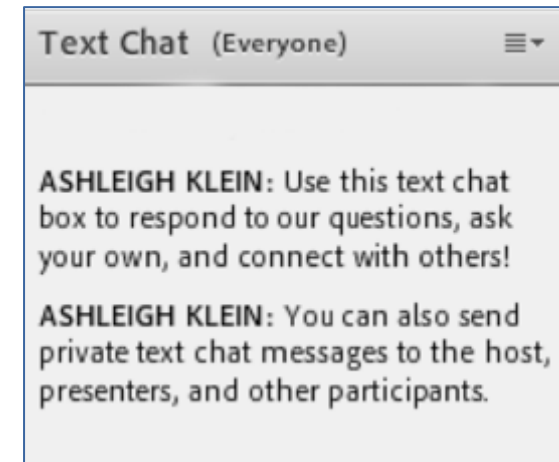 Text Chat (Everyone)
ASHLEIGH KLEIN: Use this text chat
box to respond to our questions, ask
your own, and connect with others!
ASHLEIGH KLEIN: You can also send
private text chat messages to the host,
presenters, and other participants.